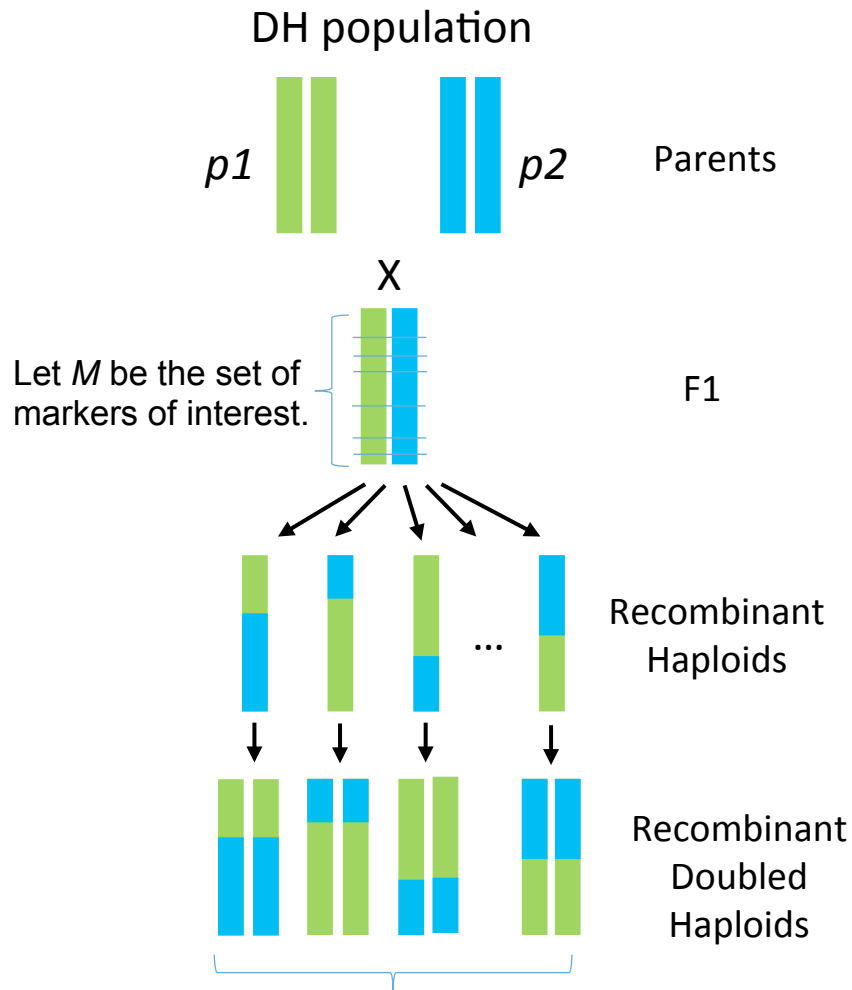 DH population
p1
p2
Parents
X
Let M be the set of
markers of interest.
F1
...
Recombinant
Haploids
Recombinant
Doubled
Haploids